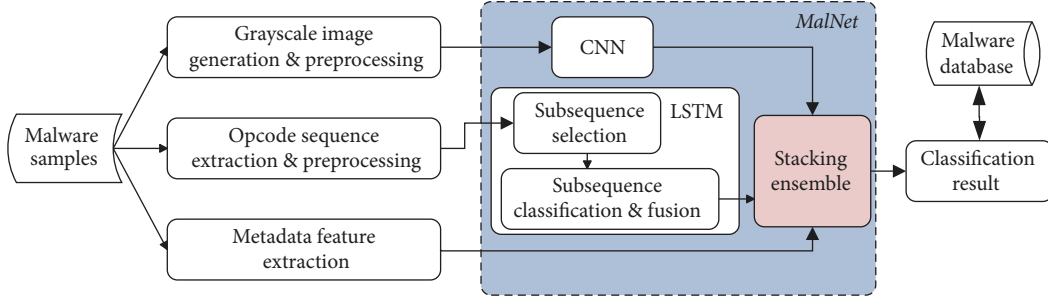 Malware
samples
Grayscale image
generation & preprocessing
Opcode sequence
extraction & preprocessing
Metadata feature
extraction
MalNet
CNN
LSTM
Subsequence
selection
Subsequence
classification & fusion
Stacking
ensemble
Malware
database
Classification
result